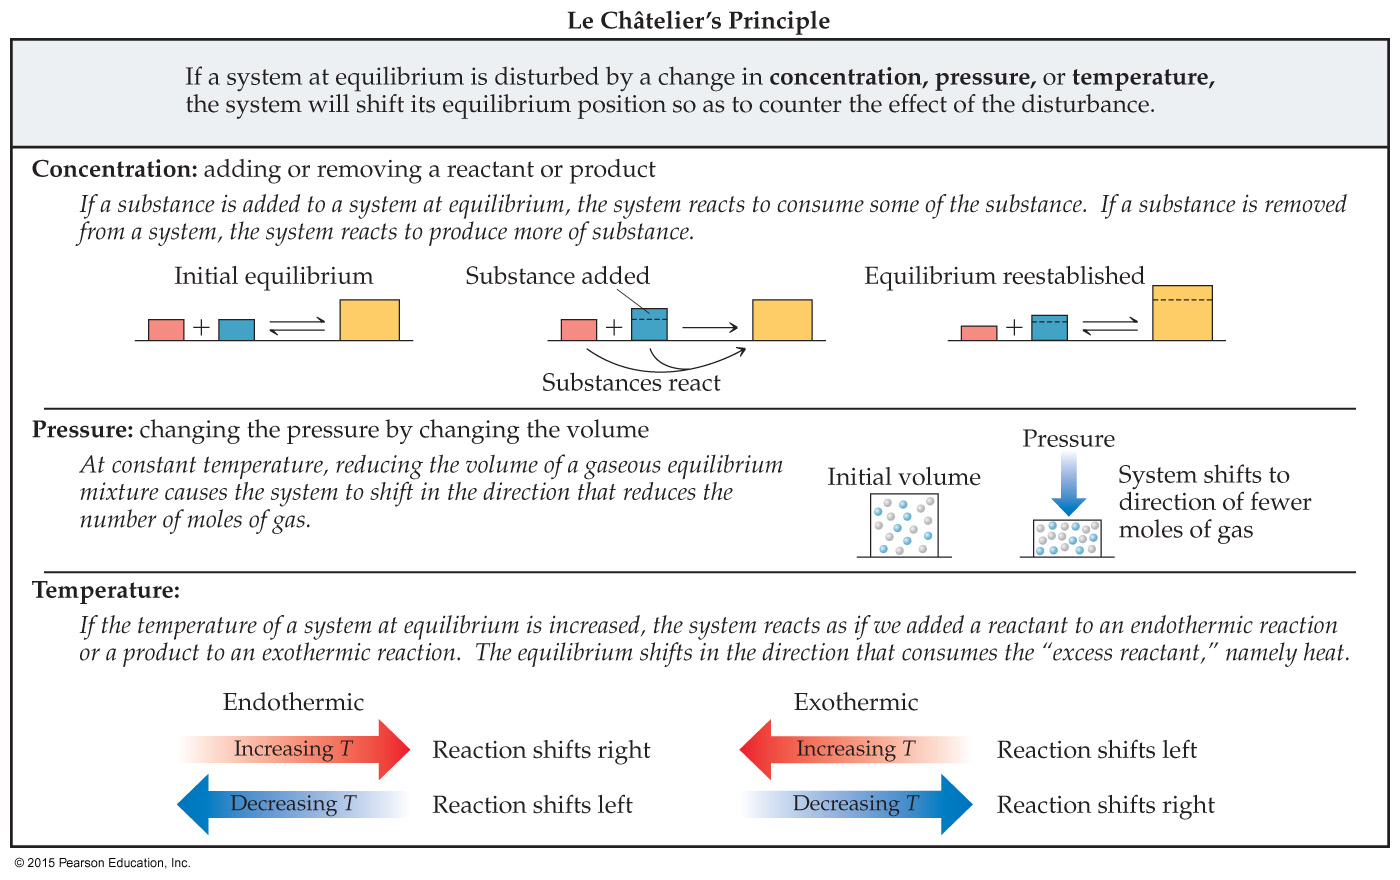 Le Châtelier’s Principle
If a system at equilibrium is disturbed by a change in concentration, pressure, or temperature,
the system will shift its equilibrium position so as to counter the effect of the disturbance.
Concentration: adding or removing a reactant or product
If a substance is added to a system at equilibrium, the system reacts to consume some of the substance. If a substance is removed
from a system, the system reacts to produce more of substance.
Initial equilibrium
+
Substance added
+
Substances react
Equilibrium reestablished
+
Pressure: changing the pressure by changing the volume
At constant temperature, reducing the volume of a gaseous equilibrium
mixture causes the system to shift in the direction that reduces the
number of moles of gas.
Initial volume
Pressure
System shifts to
direction of fewer
moles of gas
Temperature:
If the temperature of a system at equilibrium is increased, the system reacts as if we added a reactant to an endothermic reaction
or a product to an exothermic reaction. The equilibrium shifts in the direction that consumes the “excess reactant,” namely heat.
Endothermic
Increasing T
Reaction shifts right
Decreasing T
Reaction shifts left
Exothermic
Increasing T
Reaction shifts left
Decreasing T
Reaction shifts right
© 2015 Pearson Education, Inc.